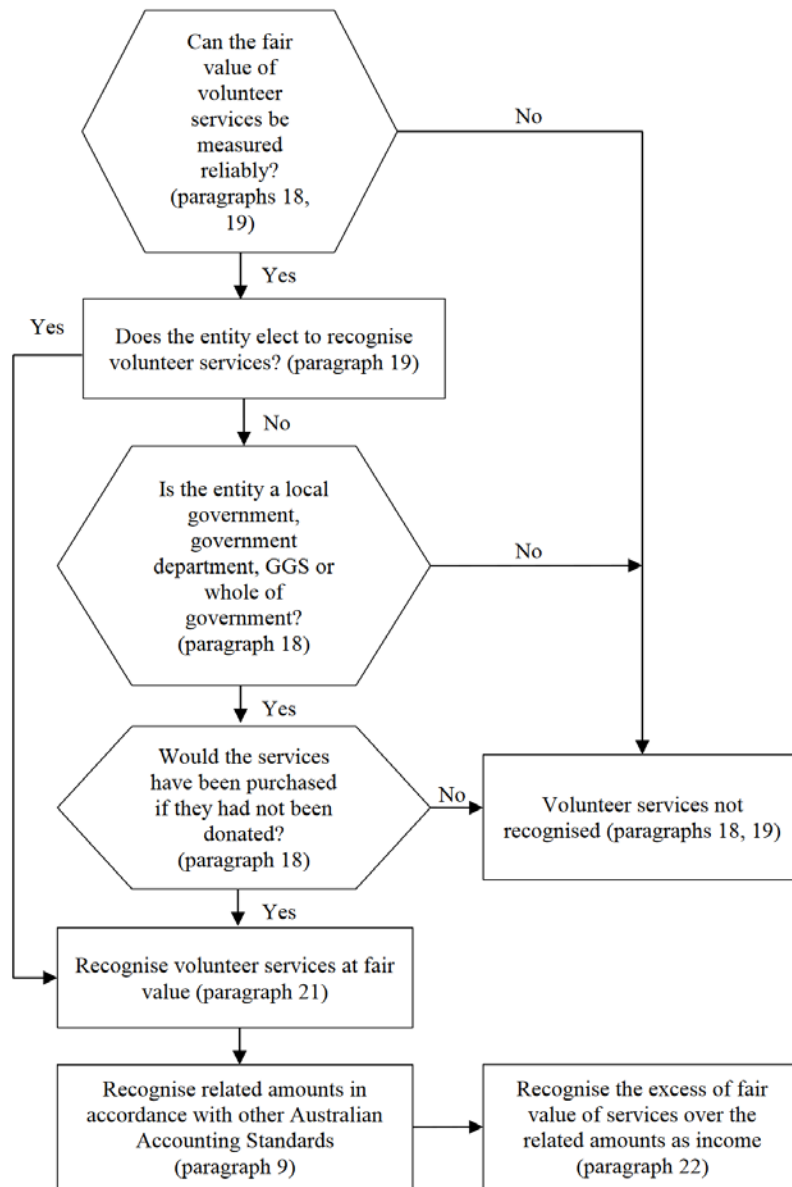 Can the fair
value of
volunteer
services be
measured
reliably?
(paragraphs 18,
19)
No
Yes
Yes
Does the entity elect to recognise
volunteer services? (paragraph 19)
No
Is the entity a local
government,
government
department, GGS or
whole of
government?
(paragraph 18)
No
Yes
Would the services
have been purchased
if they had not been
donated?
(paragraph 18)
No
Volunteer services not
recognised (paragraphs 18, 19)
Yes
Recognise volunteer services at fair
value (paragraph 21)
Recognise related amounts in
accordance with other Australian
Accounting Standards
(paragraph 9)
Recognise the excess of fair
value of services over the
related amounts as income
(paragraph 22)